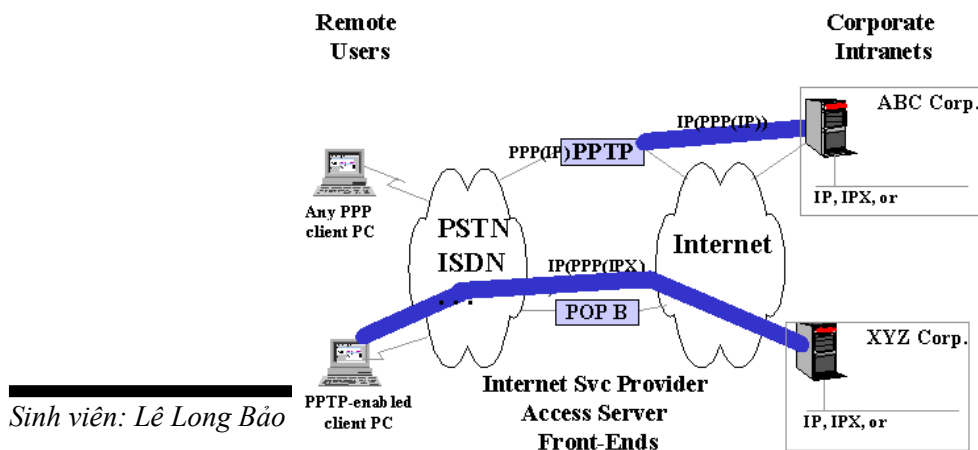 Remote
Users
Corporate
Intranets
ABC Corp.
IP(PPP(IP))
PPP(IP)
PPTP
IP, IPX, or
Any PPP
client PC
PSTN
ISDN
...
Internet
IP(PPP(IPX)
)
POP B
XYZ Corp.
PPTP-enabled
client PC
Internet Svc Provider
Access Server
Front-Ends
IP, IPX, or
Sinh viên: Lê Long Bảo